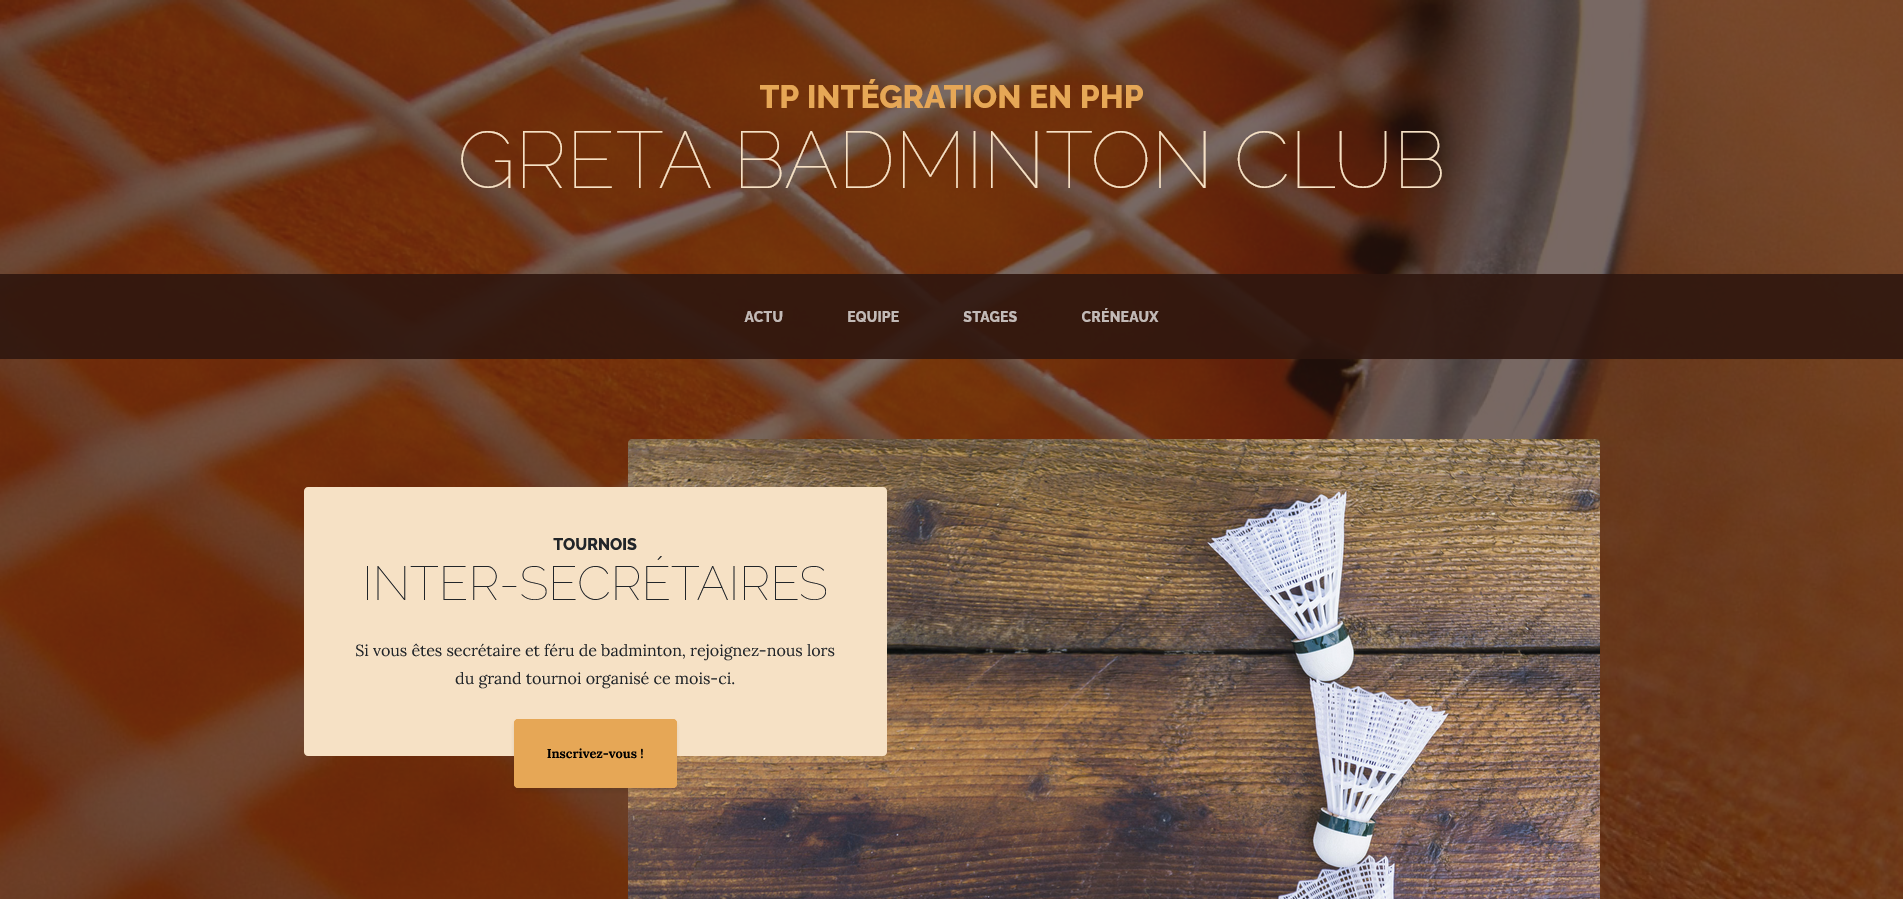 TP INTÉGRATION EN PHP
GRETA BADMINTON CLUB
ACTU
EQUIPE
STAGES
CRÉNEAUX
TOURNOIS
INTER-SECRÉTAIRES
Si vous êtes secrétaire et féru de badminton, rejoignez-nous lors
du grand tournoi organisé ce mois-ci.
Inscrivez-vous !